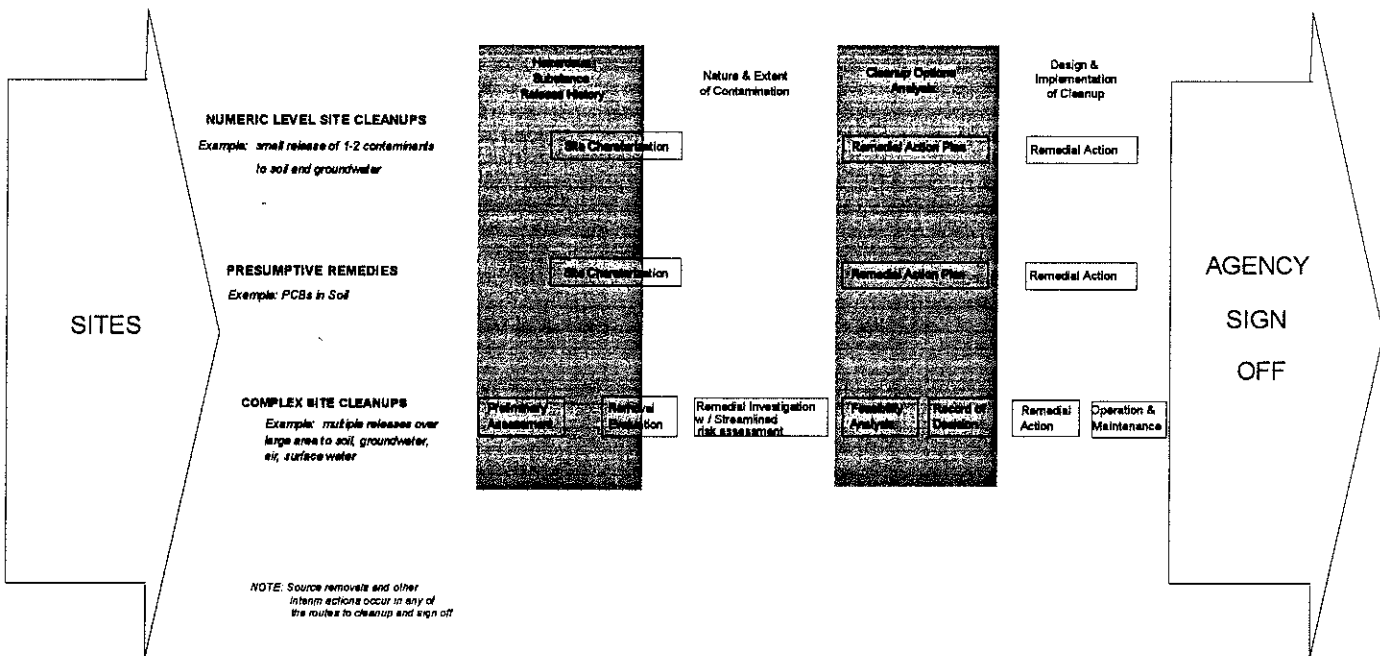 SITES
Hazardous
Substance
Release History
Nature & Extent
of Contamination
Cleanup Options
Analysis
Design &
Implementation
of Cleanup
NUMERIC LEVEL SITE CLEANUPS
Example: small release of 1-2 contaminants
to soil and groundwater
Site Charaterization
Remedial Action Plan
Remedial Action
PRESUMPTIVE REMEDIES
Example: PCBs in Soil
Site Charaterization
Remedial Action Plan
Remedial Action
COMPLEX SITE CLEANUPS
Example: mutiple releases over
large area to soil, groundwater,
air, surface water
Preliminary
Assessment
Removal
Evaluation
Remedial Investigation
w / Streamlined
risk assessment
Feasibility
Analysis
Record of
Decision
Remedial
Action
Operation &
Maintenance
AGENCY
SIGN
OFF
NOTE: Source removals and other
interim actions occur in any of
the routes to cleanup and sign off